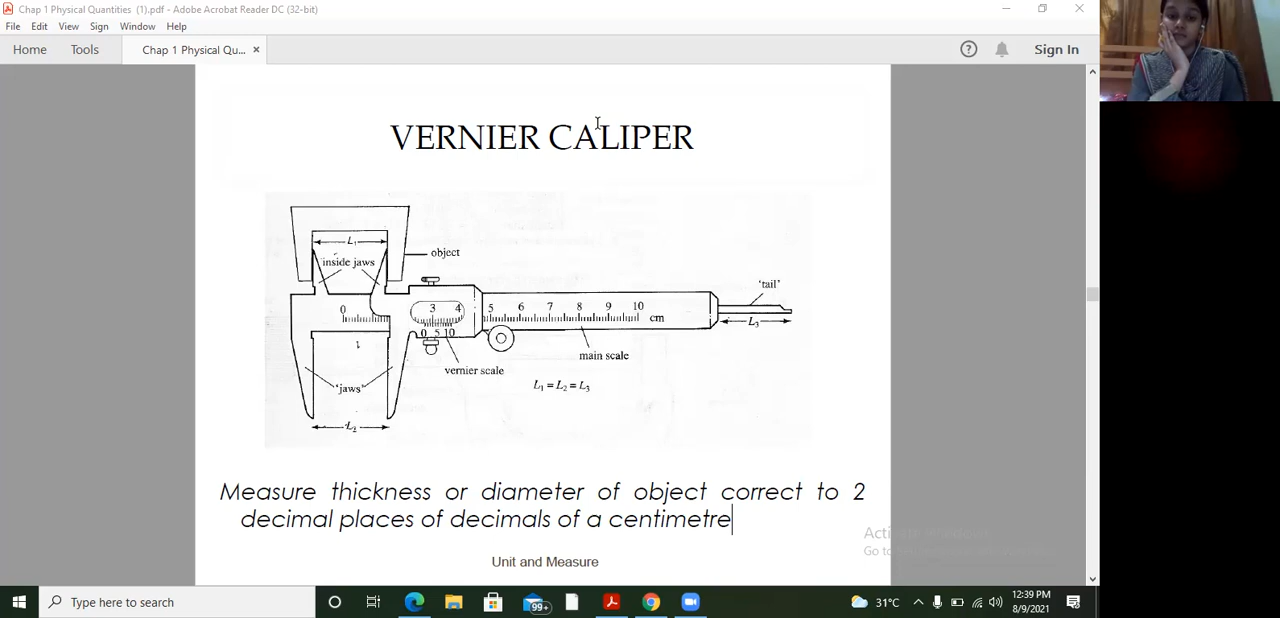 Chap 1 Physical Quantities (1).pdf - Adobe Acrobat Reader DC (32-bit)
File Edit View Sign Window Help
Home Tools Chap 1 Physical Qu... × Sign In
VERNIER CALIPER
L₁
object
inside jaws
'tail'
0 3 4 5 6 7 8 9 10 cm
0 5 10
L₃
main scale
vernier scale
'jaws'
L₁ = L₂ = L₃
L₂
Measure thickness or diameter of object correct to 2
decimal places of decimals of a centimetre
Unit and Measure
Type here to search
99+
31°C
12:39 PM
8/9/2021